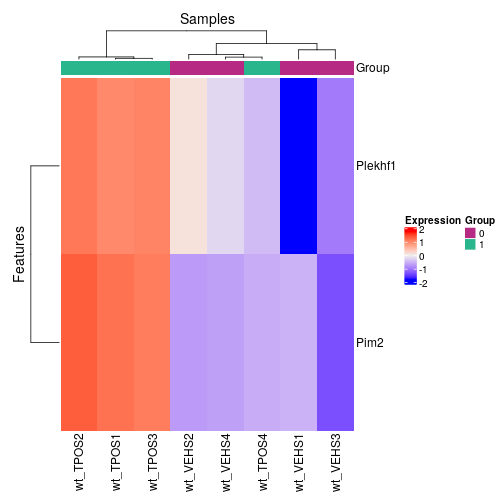 Samples
Group
Plekhf1
Pim2
Features
Expression
2
1
0
-1
-2
Group
0
1
wt_TPOS2
wt_TPOS1
wt_TPOS3
wt_VEHS2
wt_VEHS4
wt_TPOS4
wt_VEHS1
wt_VEHS3